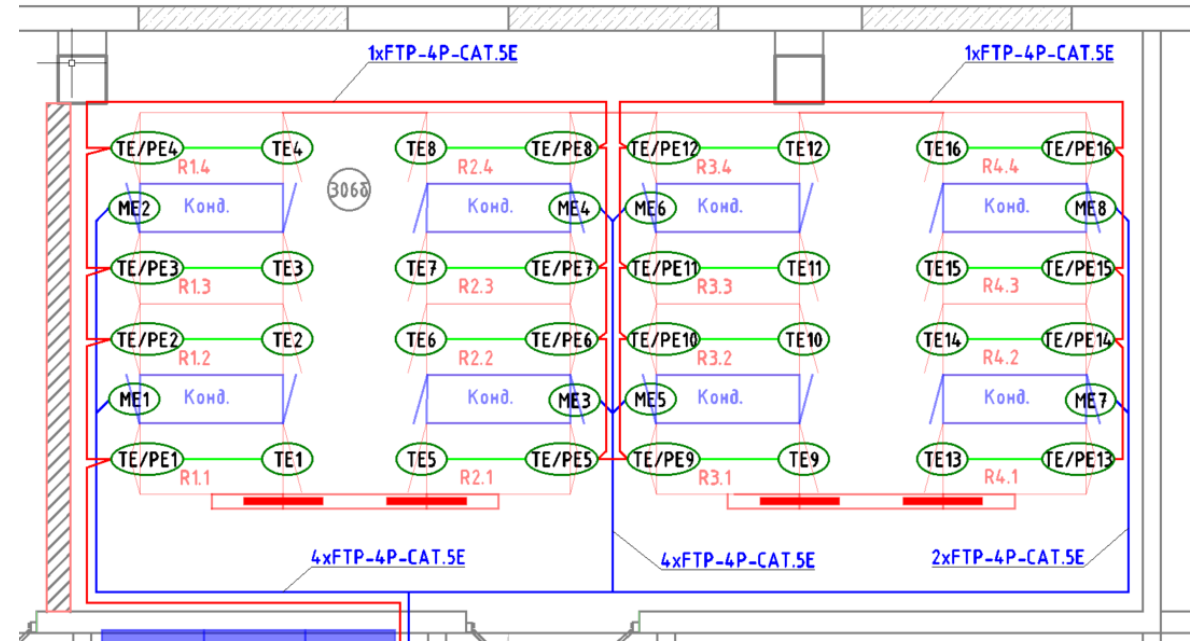 1xFTP-4P-CAT.5E 1xFTP-4P-CAT.5E
TE/PE4 TE4 TE8 TE/PE8 TE/PE12 TE12 TE16 TE/PE16
R1.4 R2.4 R3.4 R4.4
306δ
ME2 Конд. Конд. ME4 ME6 Конд. Конд. ME8
TE/PE3 TE3 TE7 TE/PE7 TE/PE11 TE11 TE15 TE/PE15
R1.3 R2.3 R3.3 R4.3
TE/PE2 TE2 TE6 TE/PE6 TE/PE10 TE10 TE14 TE/PE14
R1.2 R2.2 R3.2 R4.2
ME1 Конд. Конд. ME3 ME5 Конд. Конд. ME7
TE/PE1 TE1 TE5 TE/PE5 TE/PE9 TE9 TE13 TE/PE13
R1.1 R2.1 R3.1 R4.1
4xFTP-4P-CAT.5E 4xFTP-4P-CAT.5E 2xFTP-4P-CAT.5E